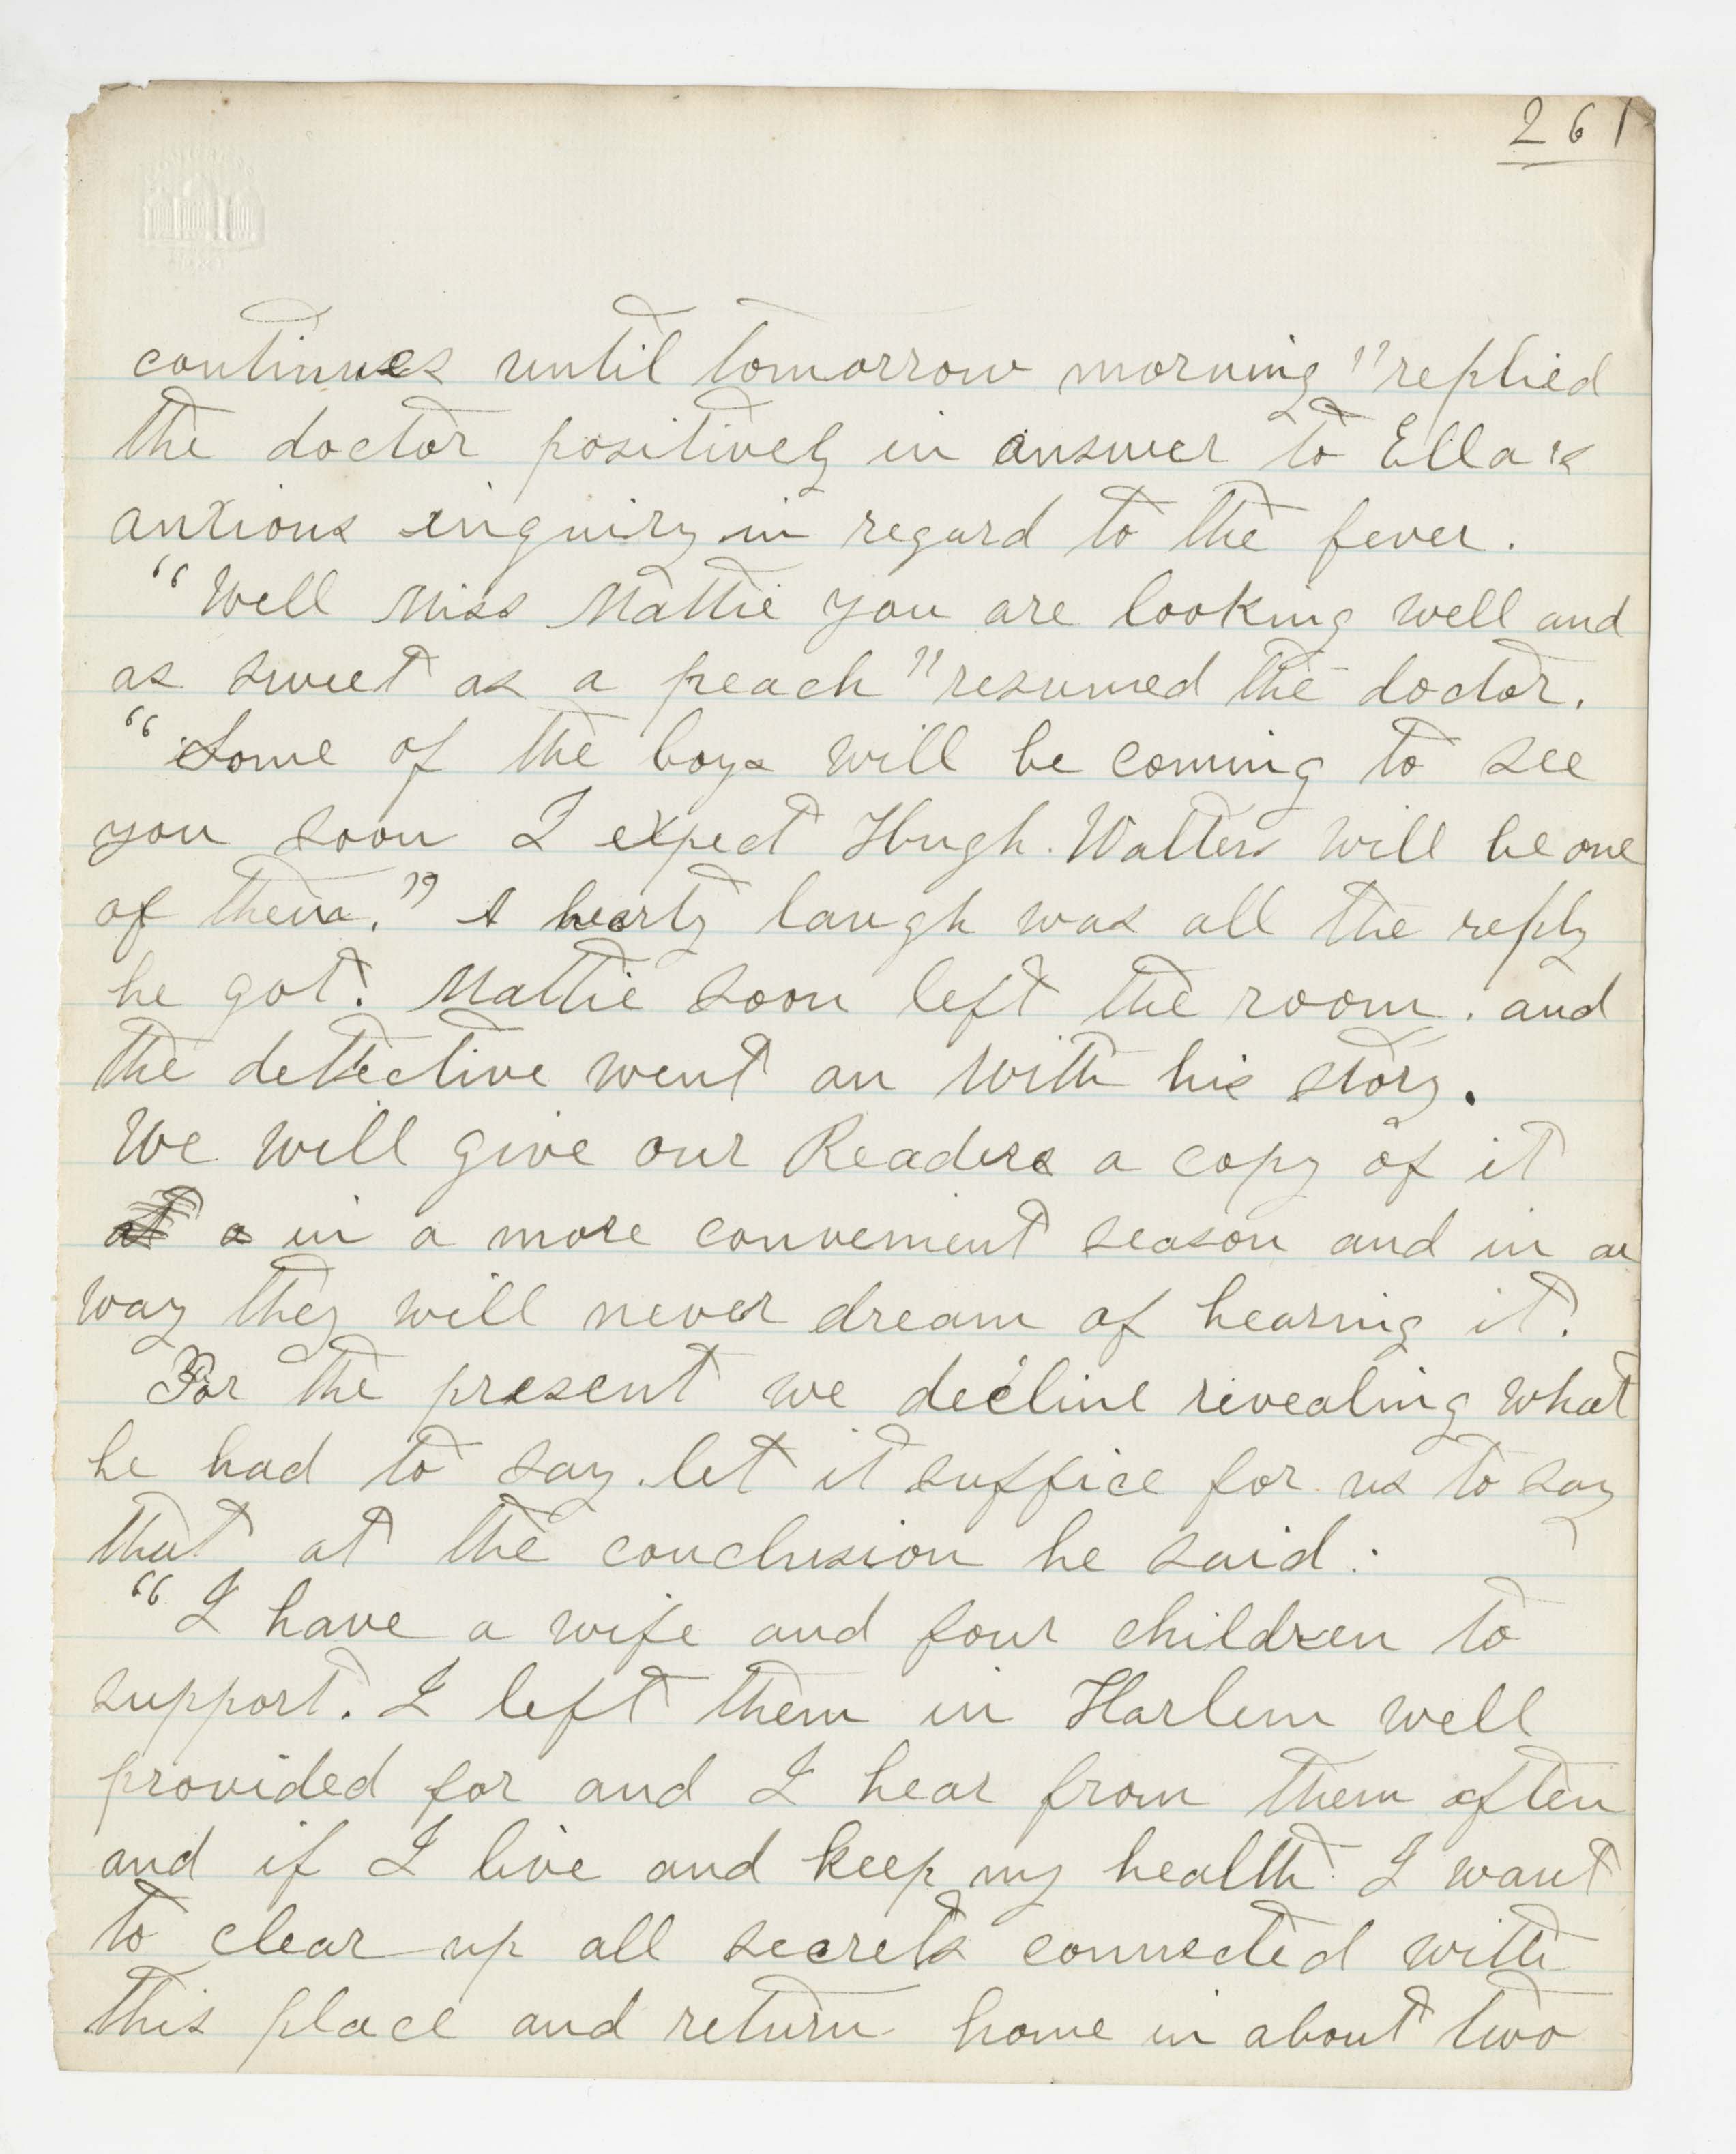 261
continues until tomorrow morning" replied
the doctor positively in answer to Ella's
anxious inquiry in regard to the fever.
"Well Miss Mattie you are looking well and
as sweet as a peach" resumed the doctor.
"Some of the boys will be coming to see
you soon I expect Hugh Walters will be one
of them." A hearty laugh was all the reply
he got. Mattie soon left the room. and
the detective went on with his story.
We will give our Readers a copy of it
at a in a more convenient season and in a
way they will never dream of hearing it.
For the present we decline revealing what
he had to say. let it suffice for us to say
that at the conclusion he said:
"I have a wife and four children to
support. I left them in Harlem well
provided for and I hear from them often
and if I live and keep my health I want
to clear up all secrets connected with
this place and return home in about two